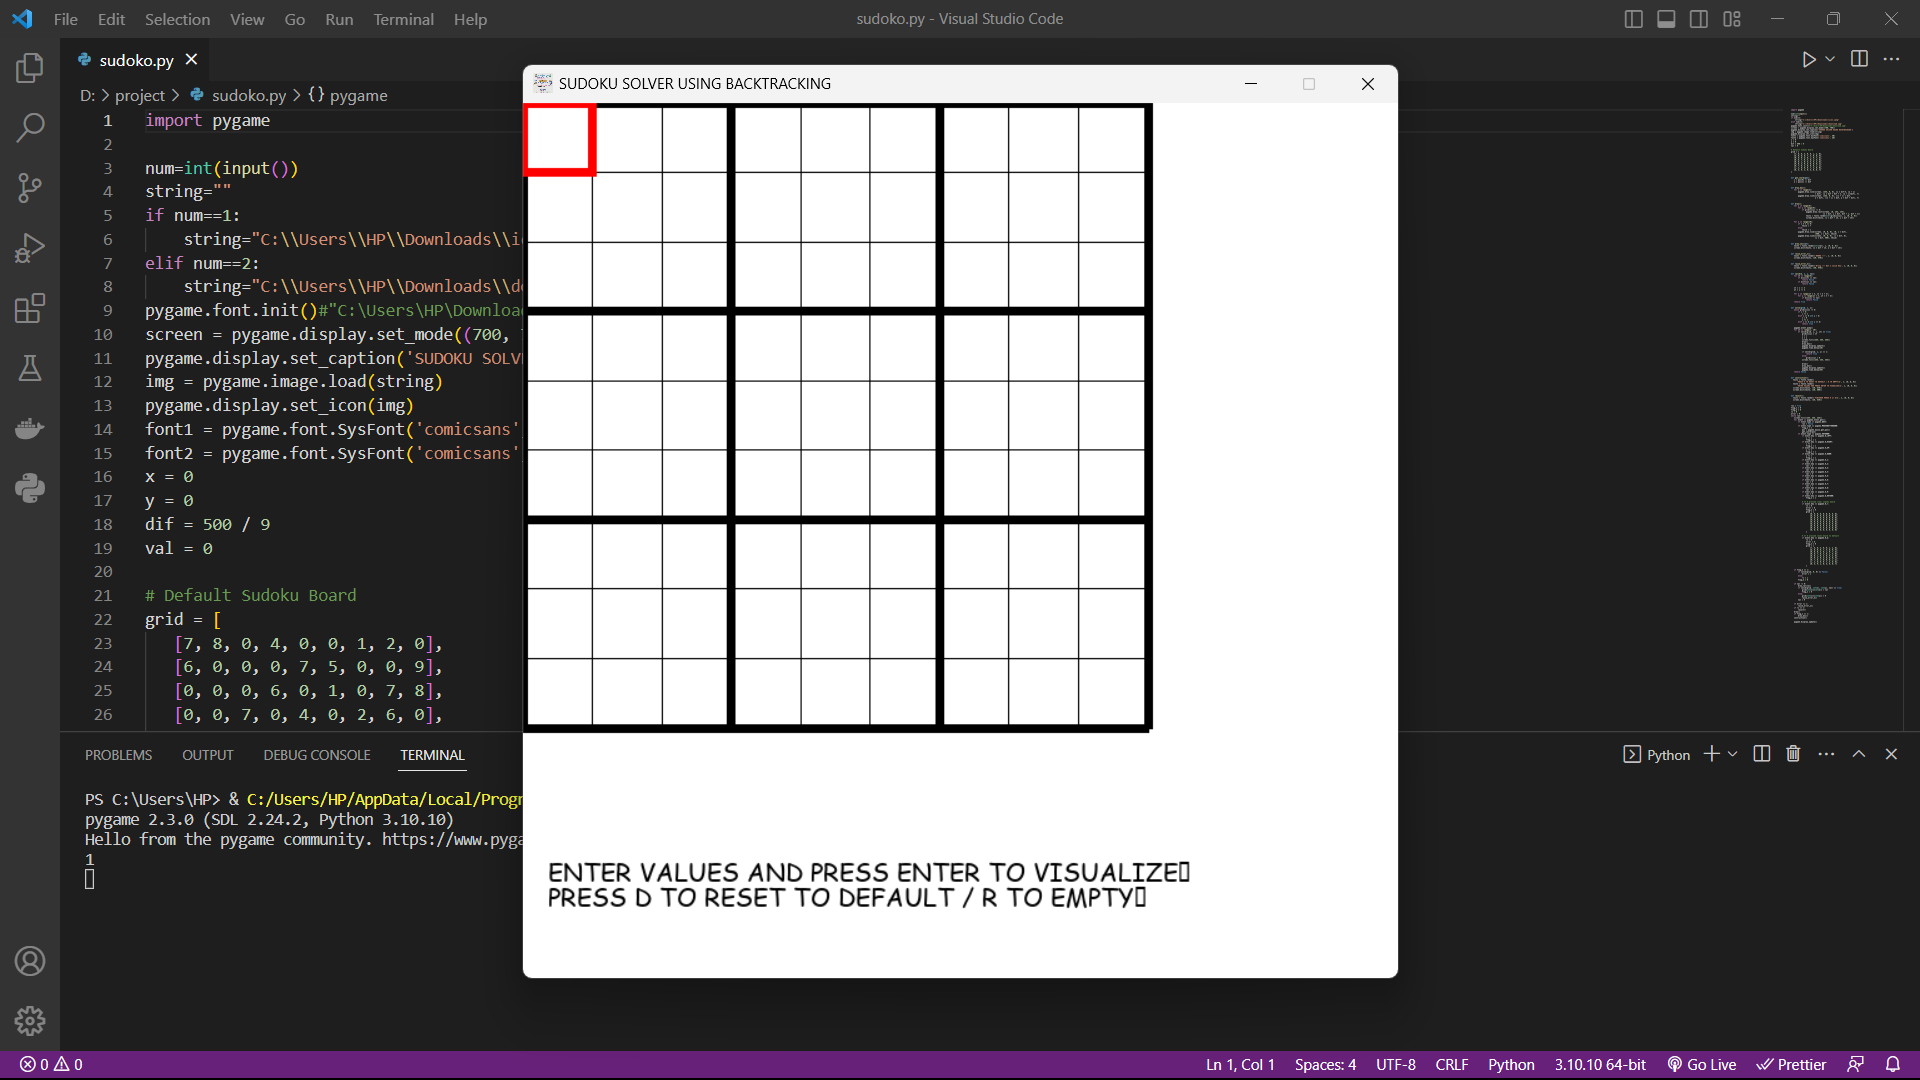 File Edit Selection View Go Run Terminal Help
sudoko.py - Visual Studio Code
sudoko.py
D: > project > sudoko.py > {} pygame
1 import pygame
2
3 num=int(input())
4 string=""
5 if num==1:
6 string="C:\\Users\\HP\\Downloads\\i
7 elif num==2:
8 string="C:\\Users\\HP\\Downloads\\d
9 pygame.font.init()#"C:\Users\HP\Downloa
10 screen = pygame.display.set_mode((700,
11 pygame.display.set_caption('SUDOKU SOLV
12 img = pygame.image.load(string)
13 pygame.display.set_icon(img)
14 font1 = pygame.font.SysFont('comicsans'
15 font2 = pygame.font.SysFont('comicsans'
16 x = 0
17 y = 0
18 dif = 500 / 9
19 val = 0
20
21 # Default Sudoku Board
22 grid = [
23 [7, 8, 0, 4, 0, 0, 1, 2, 0],
24 [6, 0, 0, 0, 7, 5, 0, 0, 9],
25 [0, 0, 0, 6, 0, 1, 0, 7, 8],
26 [0, 0, 7, 0, 4, 0, 2, 6, 0],
SUDOKU SOLVER USING BACKTRACKING
ENTER VALUES AND PRESS ENTER TO VISUALIZE
PRESS D TO RESET TO DEFAULT / R TO EMPTY
PROBLEMS OUTPUT DEBUG CONSOLE TERMINAL
Python
PS C:\Users\HP> & C:/Users/HP/AppData/Local/Progr
pygame 2.3.0 (SDL 2.24.2, Python 3.10.10)
Hello from the pygame community. https://www.pyga
1
0 0
Ln 1, Col 1 Spaces: 4 UTF-8 CRLF Python 3.10.10 64-bit Go Live Prettier